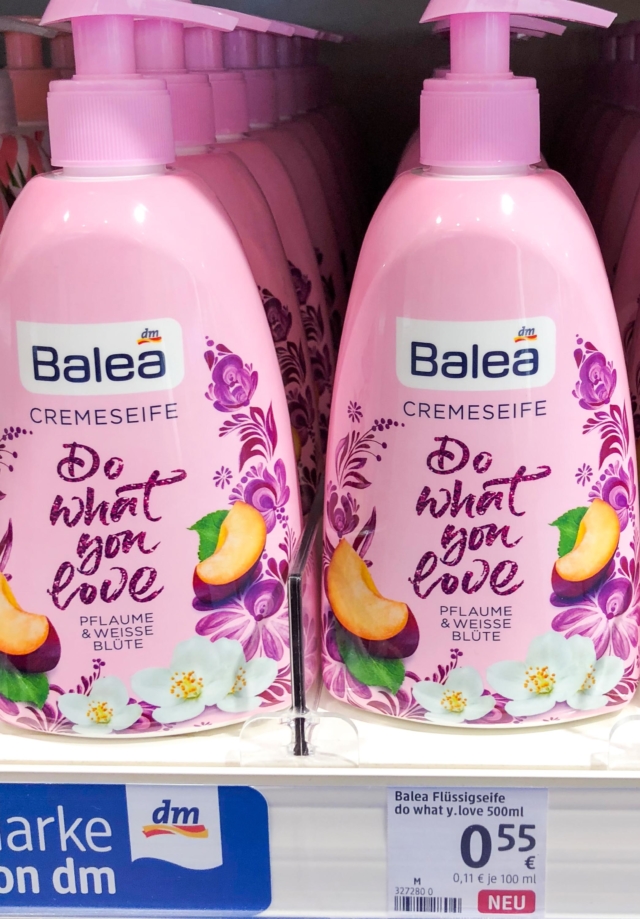 dm
Balea
CREMESEIFE
Do
what
you
love
PFLAUME
& WEISSE
BLÜTE
dm
Balea
CREMESEIFE
Do
what
you
love
PFLAUME
& WEISSE
BLÜTE
arke
on dm
dm
Balea Flüssigseife
do what y.love 500ml
0 55
€
0,11 € je 100 ml
M
327280 0
NEU